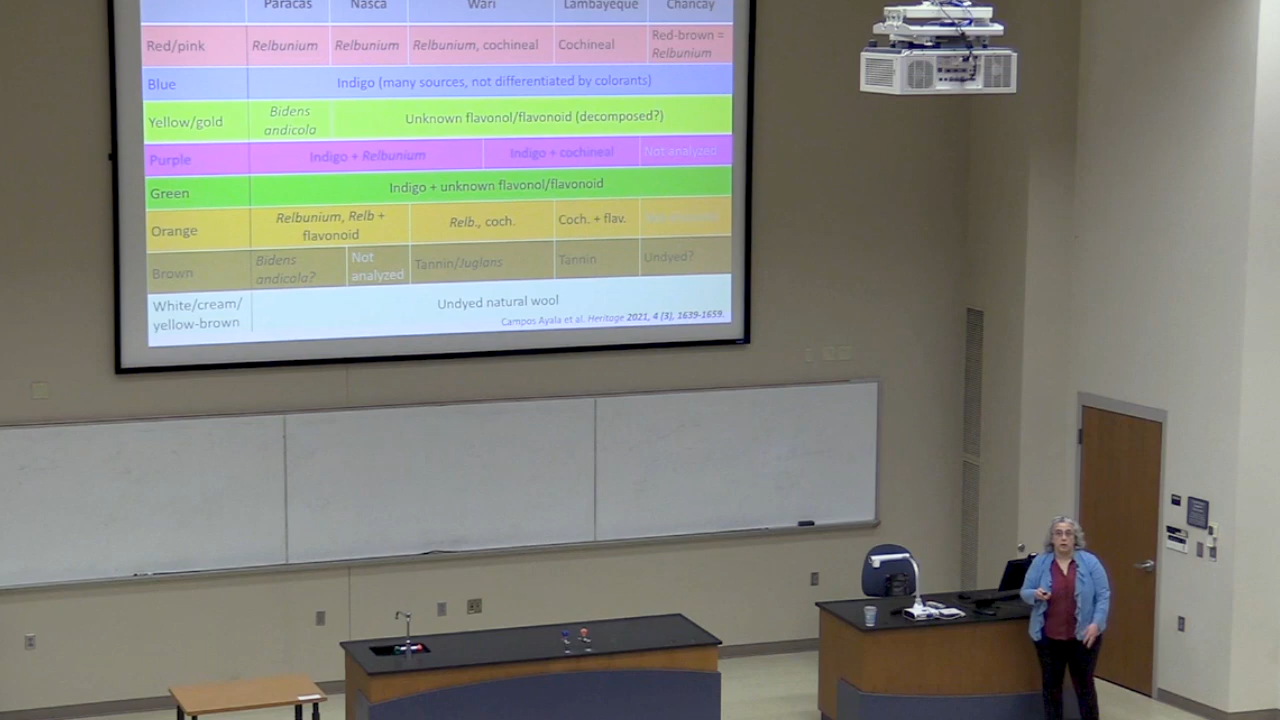 Paracas Nasca Wari Lambayeque Chancay
Red/pink Relbunium Relbunium Relbunium, cochineal Cochineal Red-brown = Relbunium
Blue Indigo (many sources, not differentiated by colorants)
Yellow/gold Bidens andicola Unknown flavonol/flavonoid (decomposed?)
Purple Indigo + Relbunium Indigo + cochineal Not analyzed
Green Indigo + unknown flavonol/flavonoid
Orange Relbunium, Relb + flavonoid Relb., coch. Coch. + flav.
Brown Bidens andicola? Not analyzed Tannin/Juglans Tannin Undyed?
White/cream/ yellow-brown Undyed natural wool
Campos Ayala et al. Heritage 2021, 4 (3), 1639-1659.